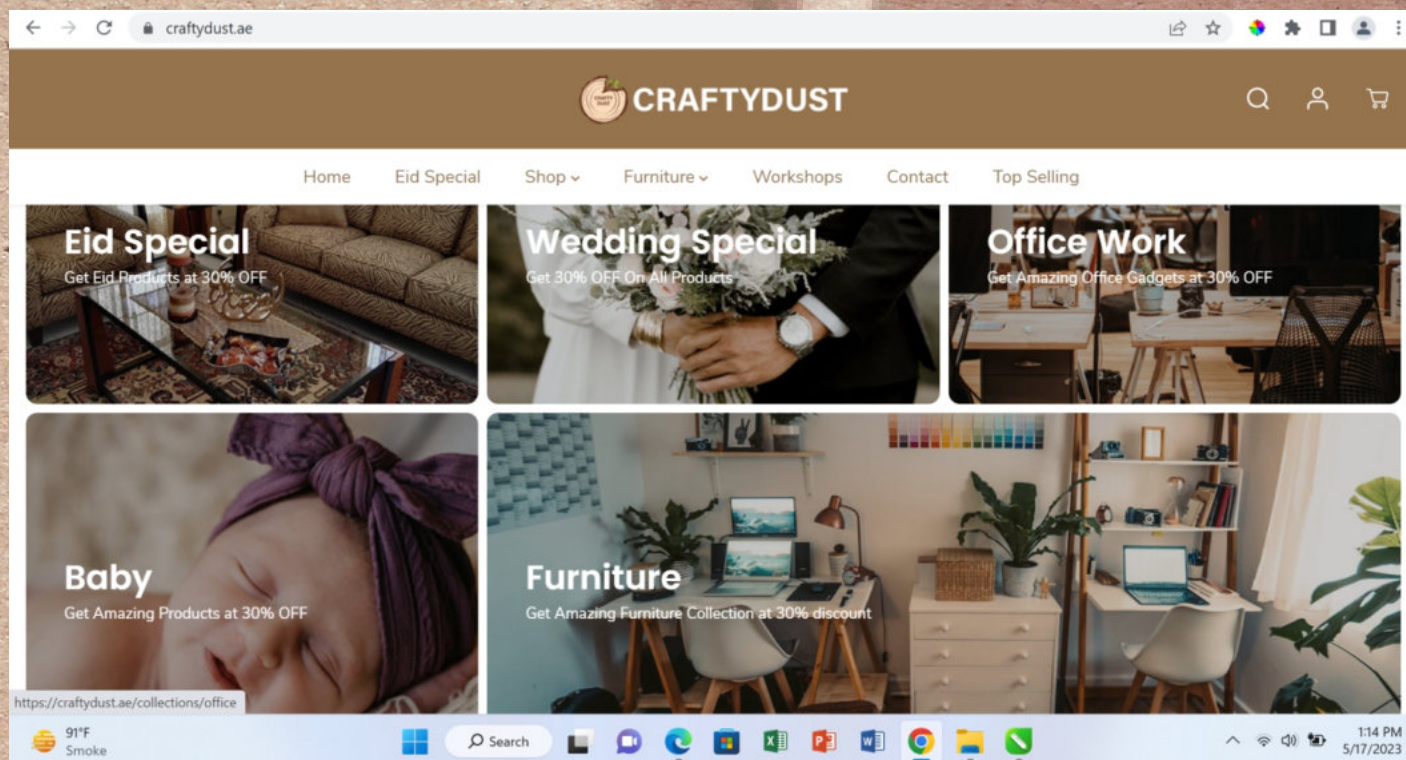 craftydust.ae
CRAFTY
DUST
CRAFTYDUST
Home Eid Special Shop Furniture Workshops Contact Top Selling
Eid Special
Get Eid Products at 30% OFF
Wedding Special
Get 30% OFF On All Products
Office Work
Get Amazing Office Gadgets at 30% OFF
Baby
Get Amazing Products at 30% OFF
Furniture
Get Amazing Furniture Collection at 30% discount
https://craftydust.ae/collections/office
91°F
Smoke
Search
1:14 PM
5/17/2023